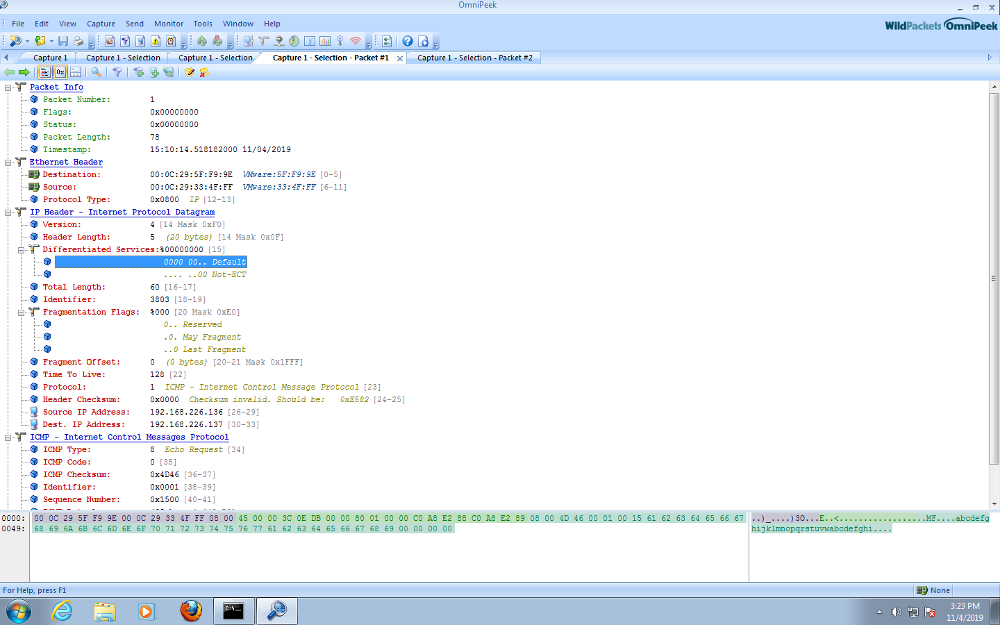 OmniPeek
File Edit View Capture Send Monitor Tools Window Help
WildPackets OmniPeek
Capture 1 Capture 1 - Selection Capture 1 - Selection Capture 1 - Selection - Packet #1 Capture 1 - Selection - Packet #2
0x
Packet Info
Packet Number: 1
Flags: 0x00000000
Status: 0x00000000
Packet Length: 78
Timestamp: 15:10:14.518182000 11/04/2019
Ethernet Header
Destination: 00:0C:29:5F:F9:9E VMware:5F:F9:9E [0-5]
Source: 00:0C:29:33:4F:FF VMware:33:4F:FF [6-11]
Protocol Type: 0x0800 IP [12-13]
IP Header - Internet Protocol Datagram
Version: 4 [14 Mask 0xF0]
Header Length: 5 (20 bytes) [14 Mask 0x0F]
Differentiated Services:%00000000 [15]
0000 00.. Default
.... ..00 Not-ECT
Total Length: 60 [16-17]
Identifier: 3803 [18-19]
Fragmentation Flags: %000 [20 Mask 0xE0]
0.. Reserved
.0. May Fragment
..0 Last Fragment
Fragment Offset: 0 (0 bytes) [20-21 Mask 0x1FFF]
Time To Live: 128 [22]
Protocol: 1 ICMP - Internet Control Message Protocol [23]
Header Checksum: 0x0000 Checksum invalid. Should be: 0xE582 [24-25]
Source IP Address: 192.168.226.136 [26-29]
Dest. IP Address: 192.168.226.137 [30-33]
ICMP - Internet Control Messages Protocol
ICMP Type: 8 Echo Request [34]
ICMP Code: 0 [35]
ICMP Checksum: 0x4D46 [36-37]
Identifier: 0x0001 [38-39]
Sequence Number: 0x1500 [40-41]
0000: 00 0C 29 5F F9 9E 00 0C 29 33 4F FF 08 00 45 00 00 3C 0E DB 00 00 80 01 00 00 C0 A8 E2 88 C0 A8 E2 89 08 00 4D 46 00 01 00 15 61 62 63 64 65 66 67 ..)_....)3O...E..<..................MF....abcdefg
0049: 68 69 6A 6B 6C 6D 6E 6F 70 71 72 73 74 75 76 77 61 62 63 64 65 66 67 68 69 00 00 00 00 hijklmnopqrstuvwabcdefghi....
For Help, press F1 None
3:23 PM
11/4/2019